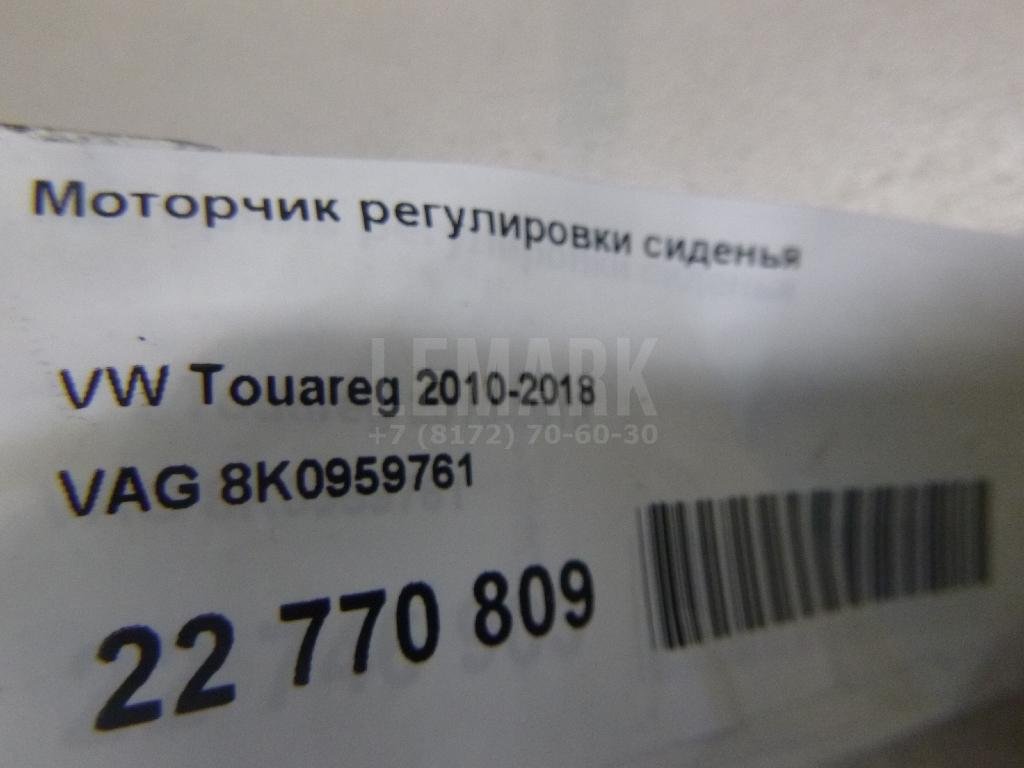 Моторчик регулировки сиденья
VW Touareg 2010-2018
LEMARK
+7 (8172) 70-60-30
VAG 8K0959761
22 770 809